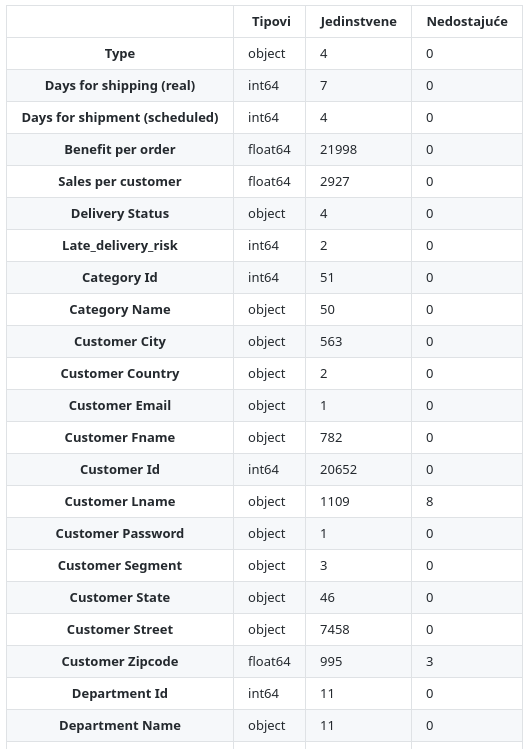 Tipovi Jedinstvene Nedostajuće
Type object 4 0
Days for shipping (real) int64 7 0
Days for shipment (scheduled) int64 4 0
Benefit per order float64 21998 0
Sales per customer float64 2927 0
Delivery Status object 4 0
Late_delivery_risk int64 2 0
Category Id int64 51 0
Category Name object 50 0
Customer City object 563 0
Customer Country object 2 0
Customer Email object 1 0
Customer Fname object 782 0
Customer Id int64 20652 0
Customer Lname object 1109 8
Customer Password object 1 0
Customer Segment object 3 0
Customer State object 46 0
Customer Street object 7458 0
Customer Zipcode float64 995 3
Department Id int64 11 0
Department Name object 11 0